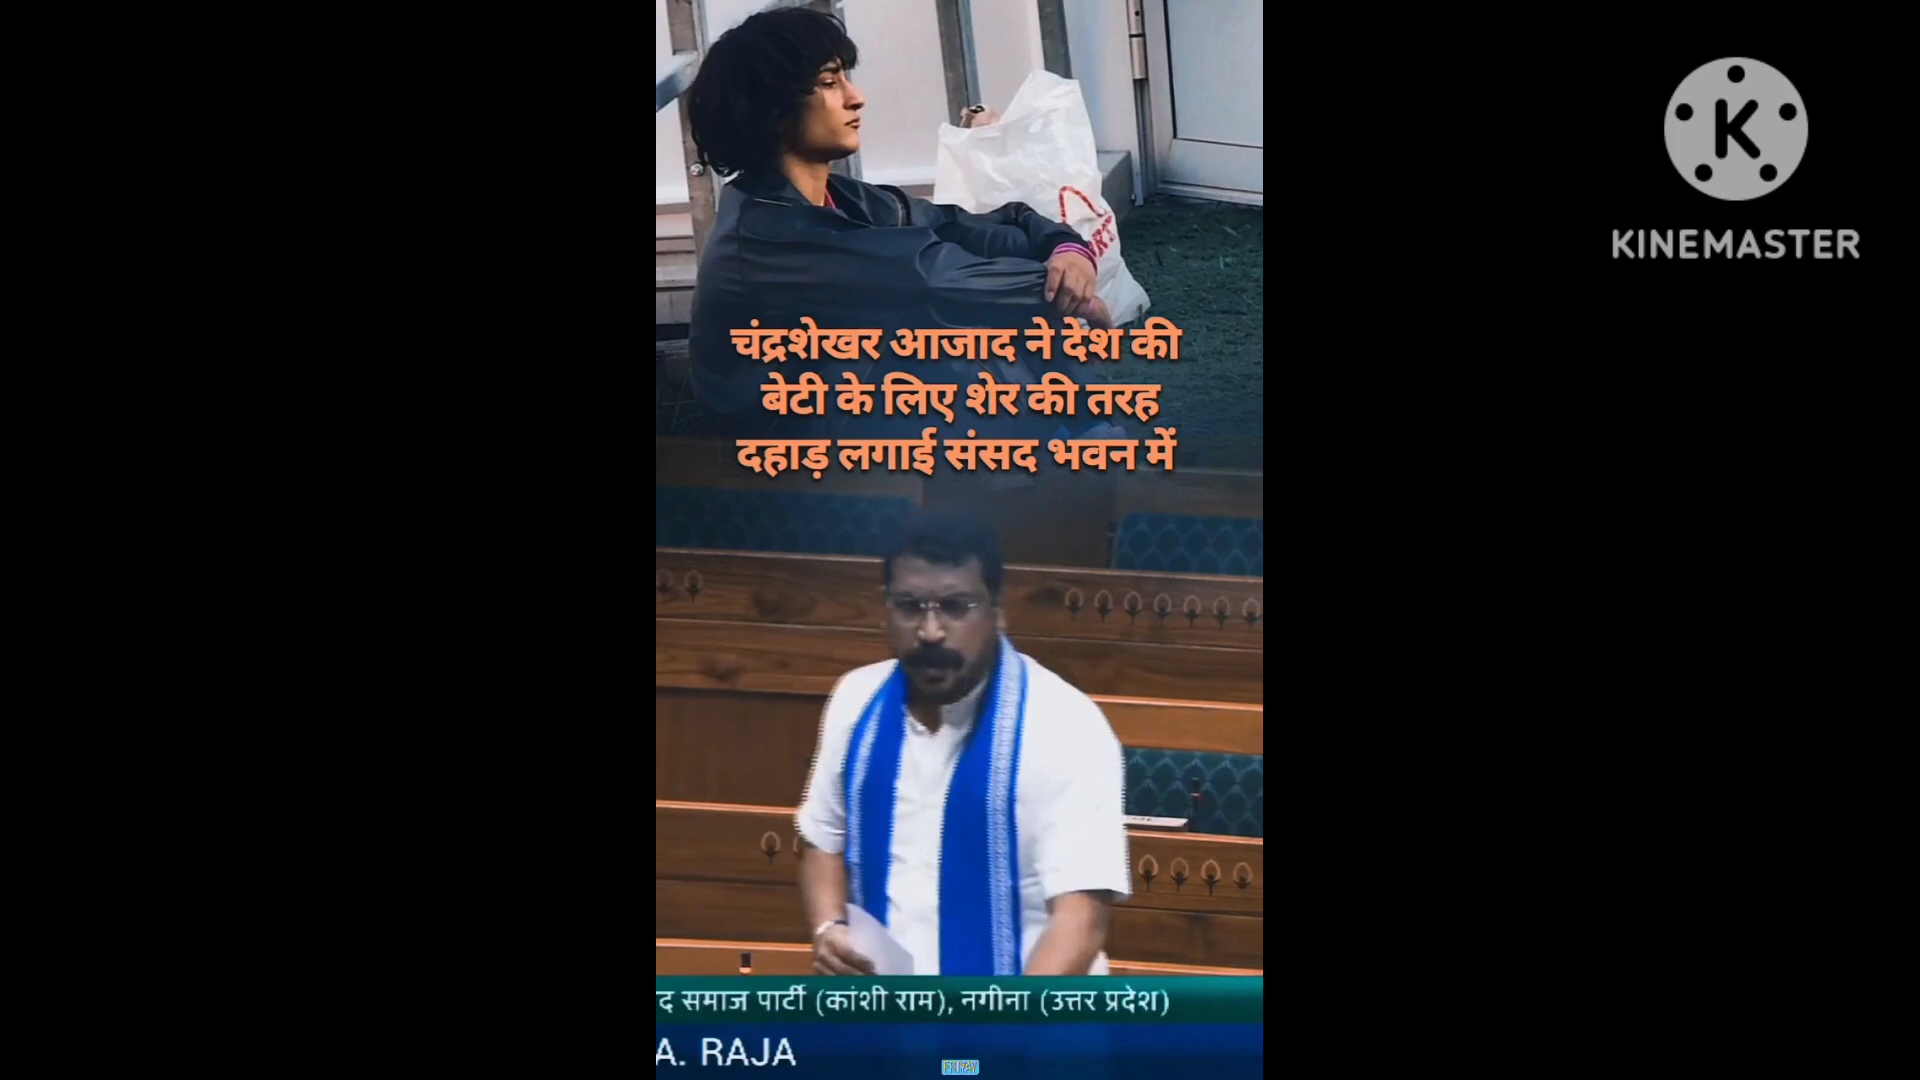 KINEMASTER
चंद्रशेखर आजाद ने देश की
बेटी के लिए शेर की तरह
दहाड़ लगाई संसद भवन में
द समाज पार्टी (कांशी राम), नगीना (उत्तर प्रदेश)
A. RAJA